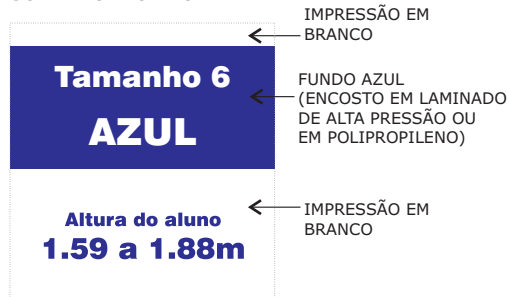 IMPRESSÃO EM
BRANCO
Tamanho 6
AZUL
FUNDO AZUL
(ENCOSTO EM LAMINADO
DE ALTA PRESSÃO OU
EM POLIPROPILENO)
IMPRESSÃO EM
BRANCO
Altura do aluno
1.59 a 1.88m